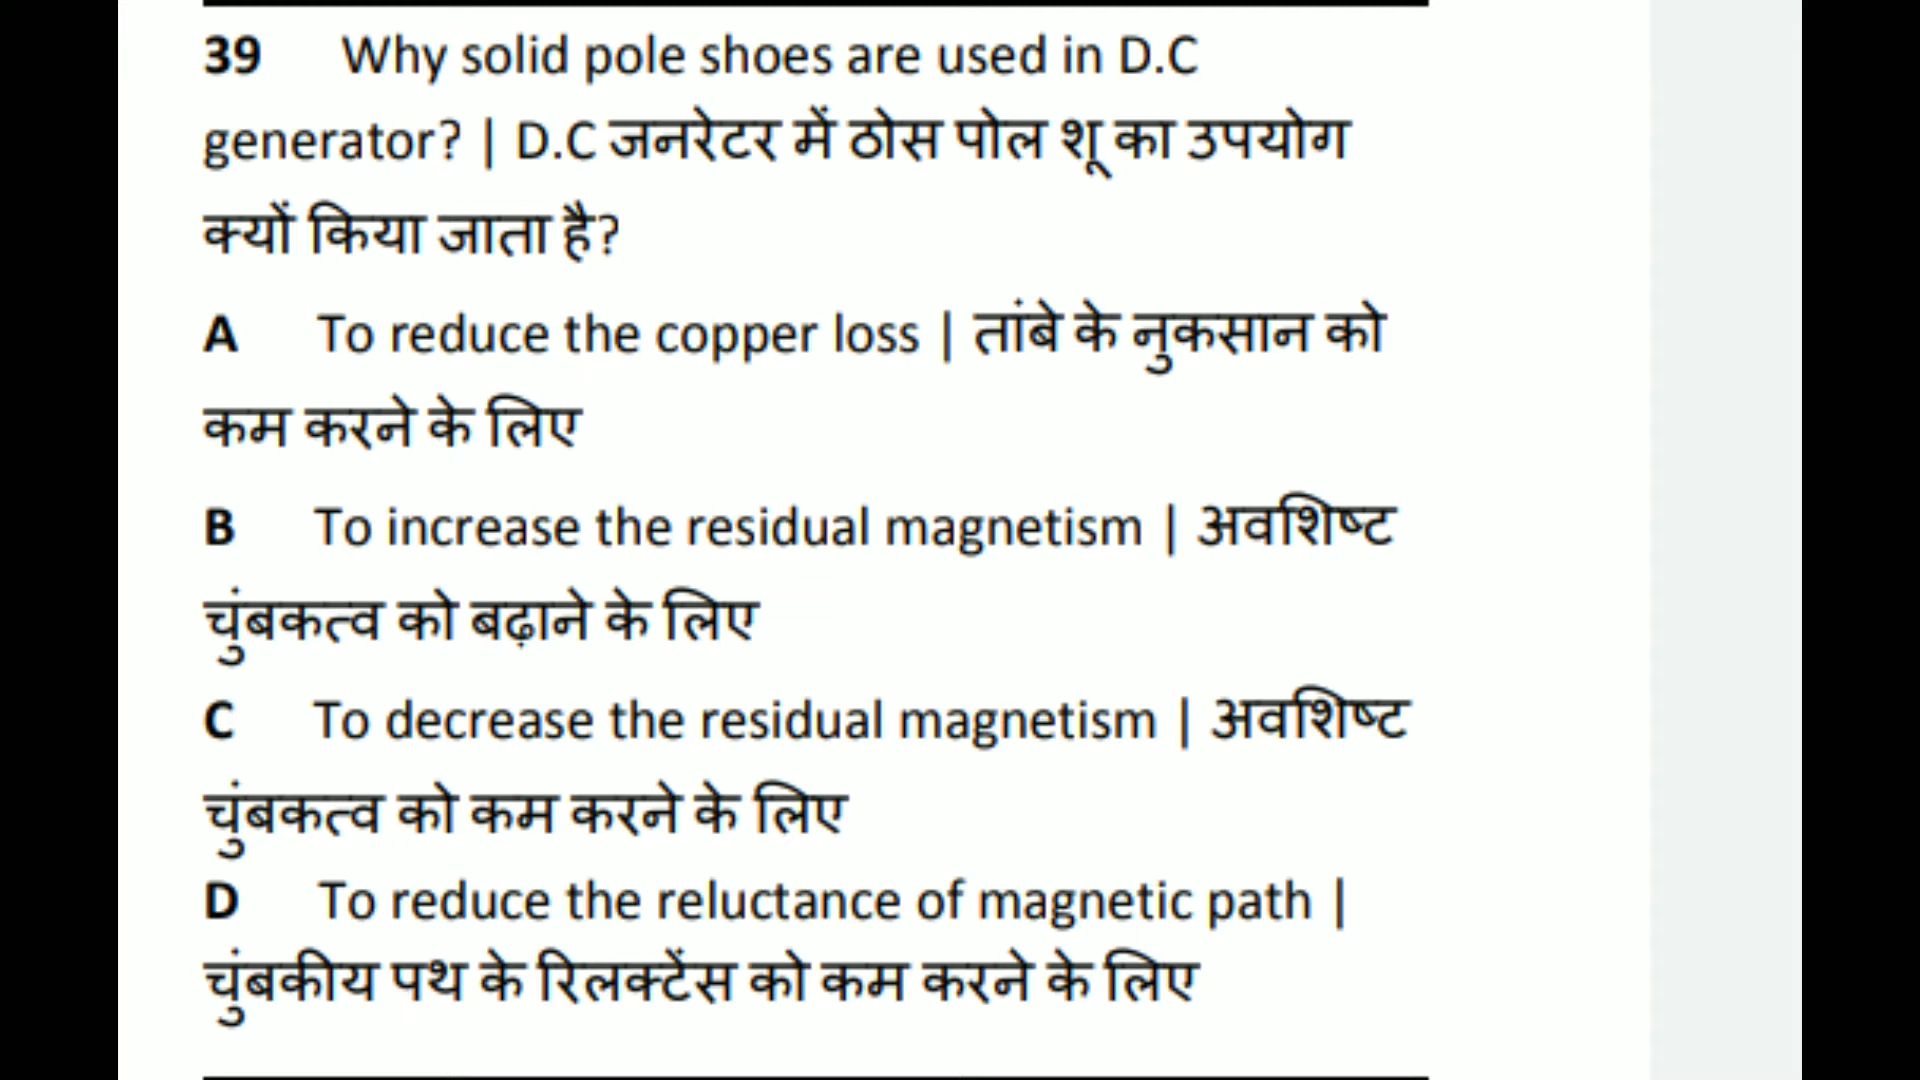 39 Why solid pole shoes are used in D.C
generator? | D.C जनरेटर में ठोस पोल शू का उपयोग
क्यों किया जाता है?
A To reduce the copper loss | तांबे के नुकसान को
कम करने के लिए
B To increase the residual magnetism | अवशिष्ट
चुंबकत्व को बढ़ाने के लिए
C To decrease the residual magnetism | अवशिष्ट
चुंबकत्व को कम करने के लिए
D To reduce the reluctance of magnetic path |
चुंबकीय पथ के रिलक्टेंस को कम करने के लिए